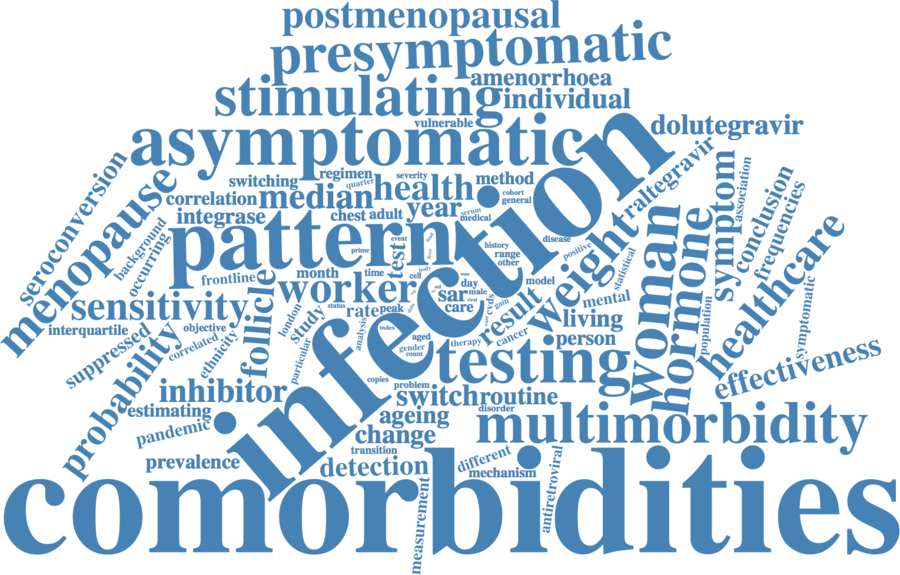 postmenopausal
presymptomatic
amenorrhoea
stimulating
individual
vulnerable
asymptomatic
dolutegravir
infection
raltegravir
seroconversion
menopause
switching
regimen
quarter
severity
health
method
correlation
median
cohort
general
integrase
chest
adult
year
serums
medical
symptom
association
conclusion
frequencies
background
occurring
pattern
prime
event
test
history
range
other
disease
positive
statistical
weight
woman
hormone
healthcare
frontline
month
time
cell
body
worker
day
male
viral
sar
care
cvds
gain
model
mental
result
living
person
cancer
sensitivity
follicle
london
study
status
rate
peak
interquartile
objective
suppressed
correlated
ethnicity
particular
analysis
index
aged
gender
count
therapy
testing
population
symptomatic
effectiveness
probability
inhibitor
copies
problem
switch
routine
disorder
estimating
ageing
multimorbidity
pandemic
change
transition
prevalence
detection
different
mechanism
measurement
antiretroviral
comorbidities